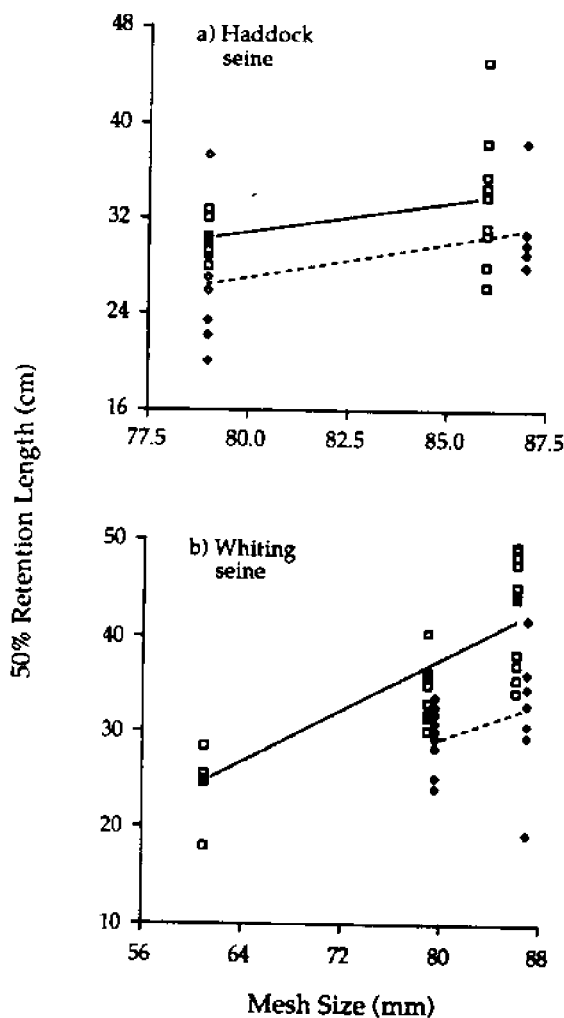 48
a) Haddock
seine
40
32
24
16
77.5 80.0 82.5 85.0 87.5
50% Retention Length (cm)
50
b) Whiting
seine
40
30
20
10
56 64 72 80 88
Mesh Size (mm)